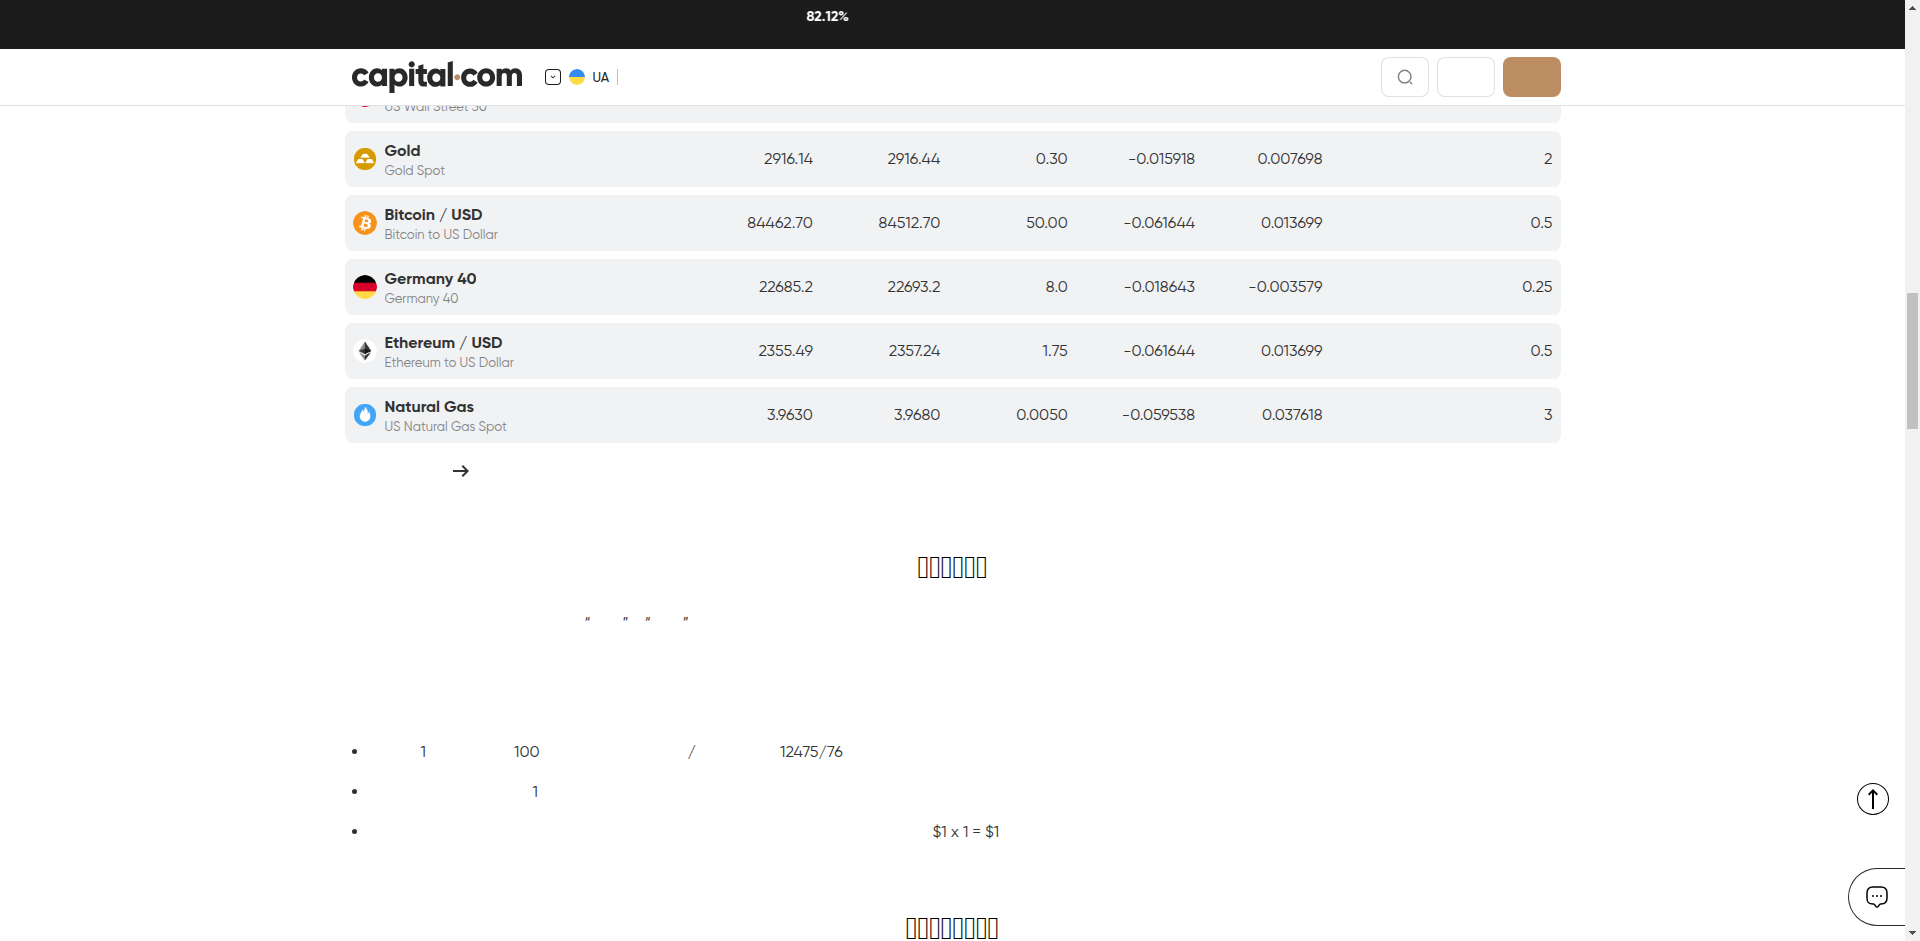 82.12%
capital.com UA
US Wall Street 30
Gold 2916.14 2916.44 0.30 -0.015918 0.007698 2
Gold Spot
Bitcoin / USD 84462.70 84512.70 50.00 -0.061644 0.013699 0.5
Bitcoin to US Dollar
Germany 40 22685.2 22693.2 8.0 -0.018643 -0.003579 0.25
Germany 40
Ethereum / USD 2355.49 2357.24 1.75 -0.061644 0.013699 0.5
Ethereum to US Dollar
Natural Gas 3.9630 3.9680 0.0050 -0.059538 0.037618 3
US Natural Gas Spot
→
“ ” “ ”
• 1 100 / 12475/76
• 1
• $1 x 1 = $1